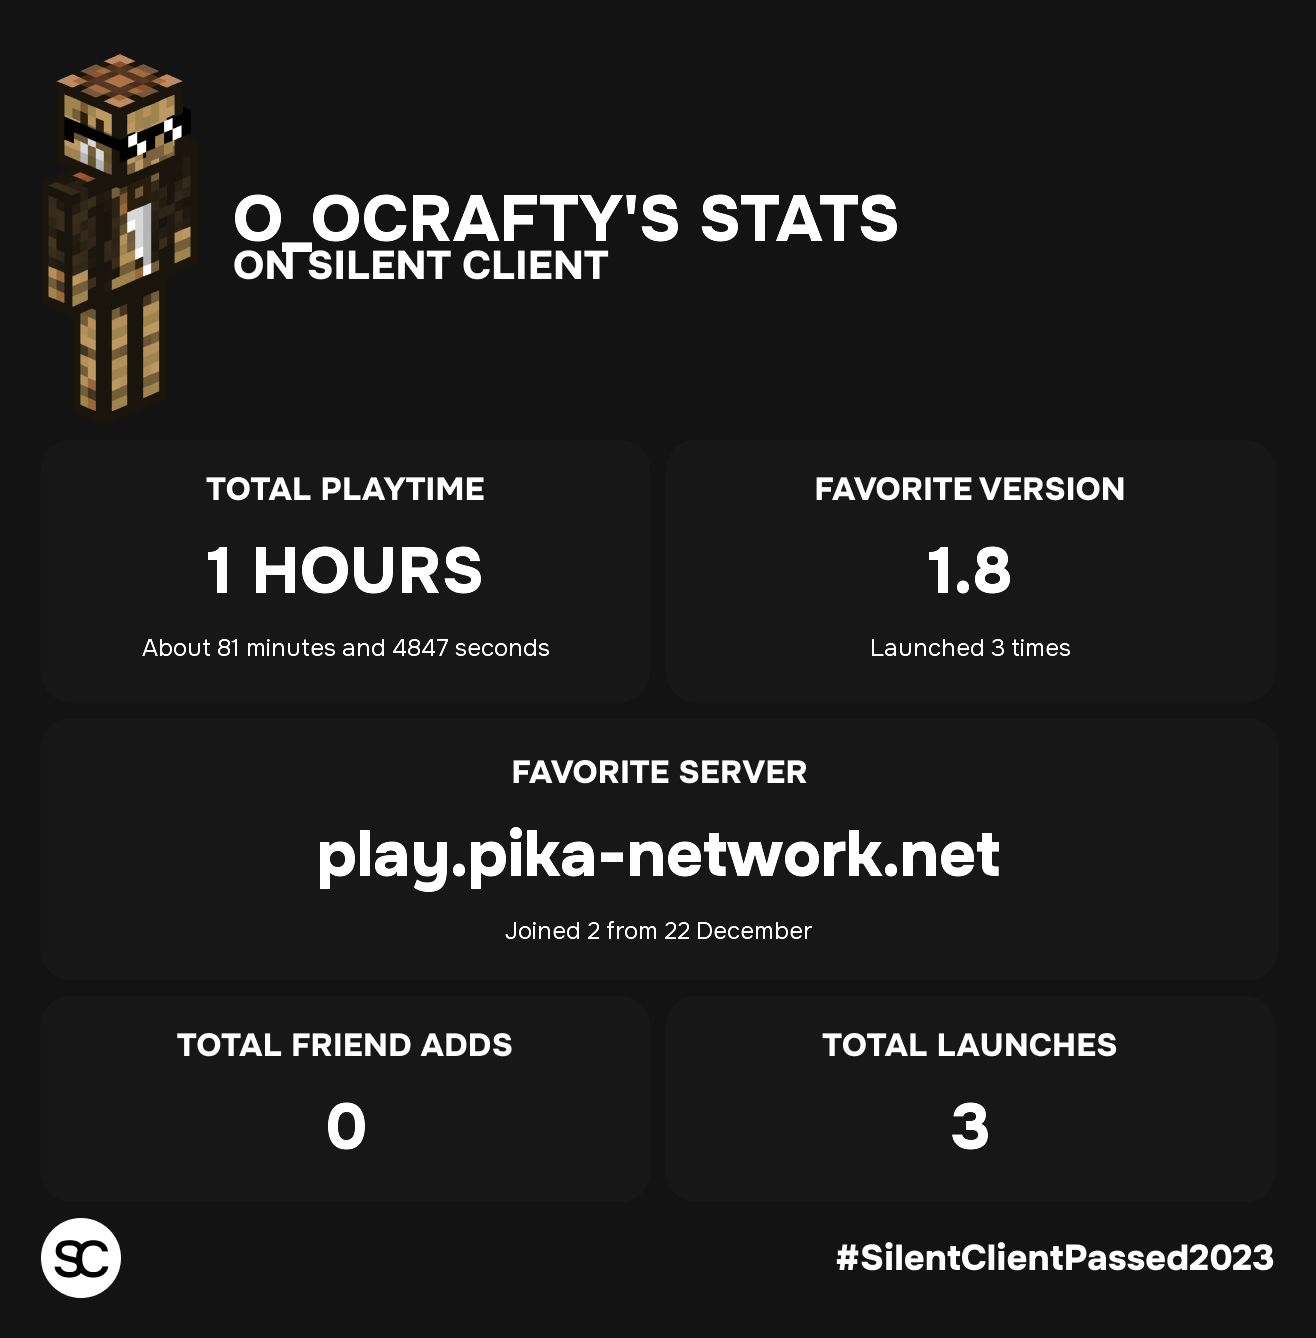 O_OCRAFTY'S STATS
ON SILENT CLIENT
1
TOTAL PLAYTIME
1 HOURS
About 81 minutes and 4847 seconds
FAVORITE VERSION
1.8
Launched 3 times
FAVORITE SERVER
play.pika-network.net
Joined 2 from 22 December
TOTAL FRIEND ADDS
0
TOTAL LAUNCHES
3
SC
#SilentClientPassed2023